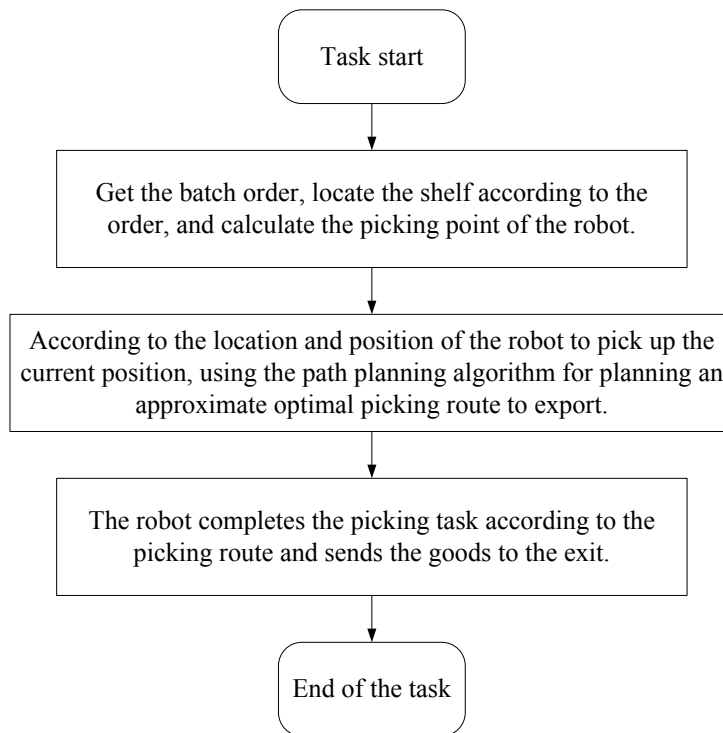 Task start
Get the batch order, locate the shelf according to the
order, and calculate the picking point of the robot.
According to the location and position of the robot to pick up the
current position, using the path planning algorithm for planning an
approximate optimal picking route to export.
The robot completes the picking task according to the
picking route and sends the goods to the exit.
End of the task